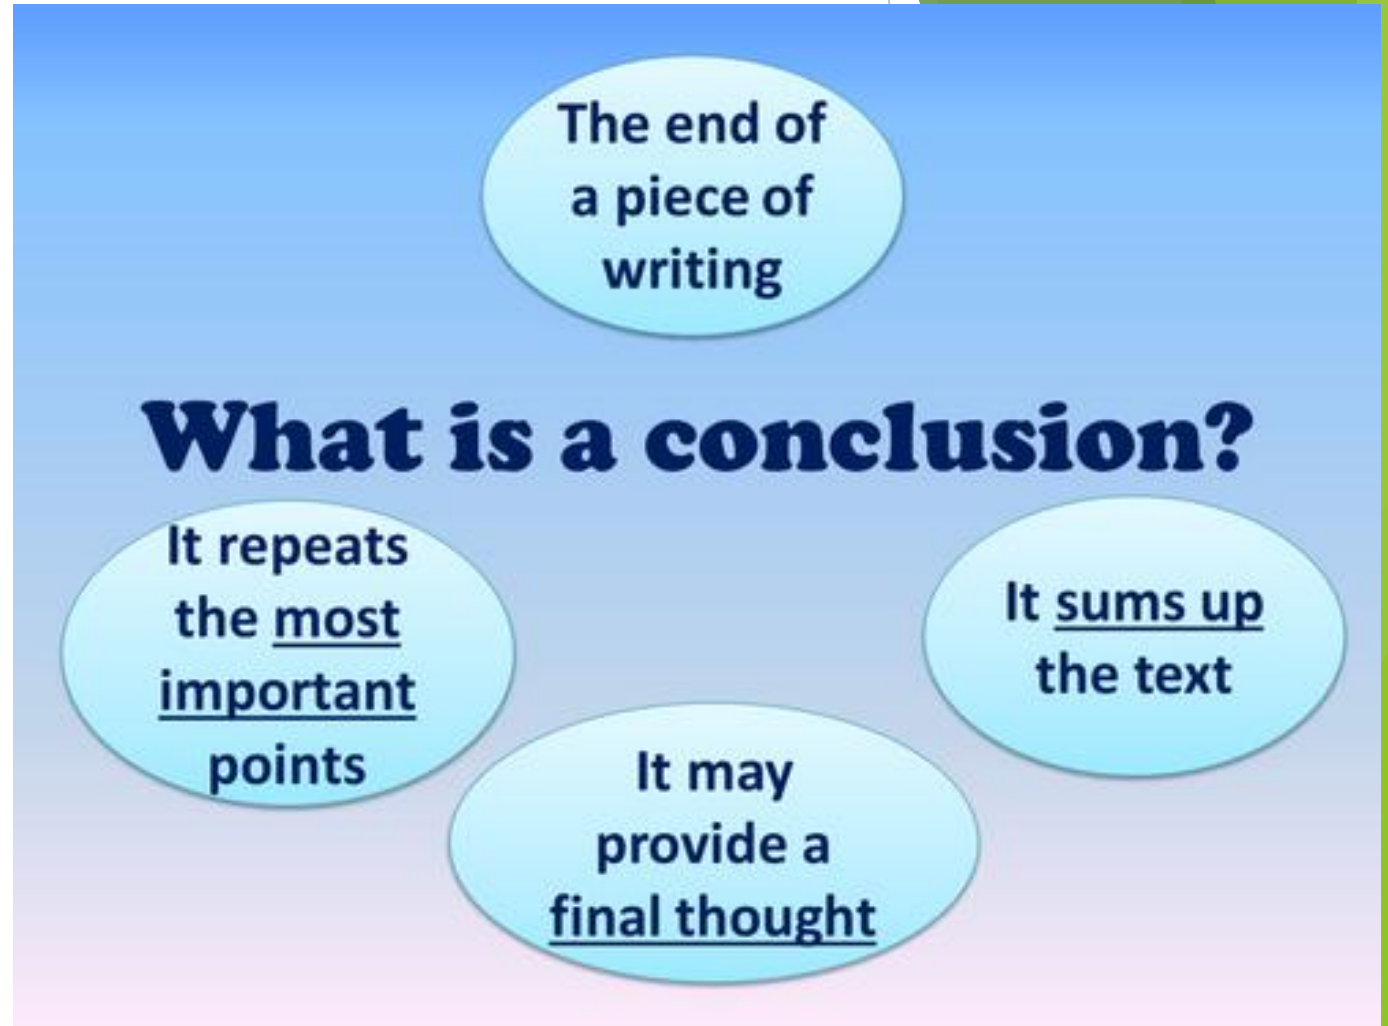 The end of
a piece of
writing
What is a conclusion?
It repeats
the most
important
points
It sums up
the text
It may
provide a
final thought